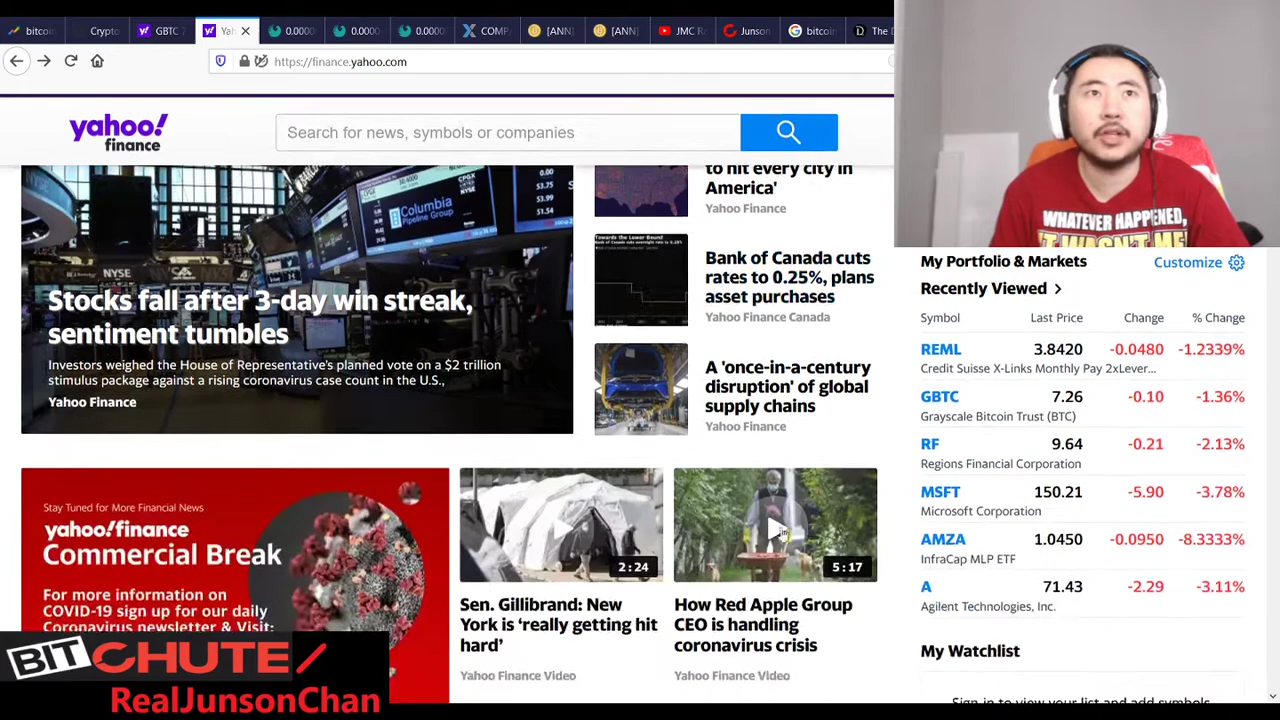 bitcoin
Crypto
GBTC 7
Yah
0.0000
0.0000
0.0000
COMP
[ANN]
[ANN]
JMC R
Junson
bitcoin
The D
https://finance.yahoo.com
yahoo!
finance
Search for news, symbols or companies
WHATEVER HAPPENED,
IT WASN'T ME
NYSE
Columbia
Pipeline Group
Stocks fall after 3-day win streak,
sentiment tumbles
Investors weighed the House of Representative's planned vote on a $2 trillion
stimulus package against a rising coronavirus case count in the U.S.,
Yahoo Finance
to hit every city in
America'
Yahoo Finance
Bank of Canada cuts
rates to 0.25%, plans
asset purchases
Yahoo Finance Canada
A 'once-in-a-century
disruption' of global
supply chains
Yahoo Finance
My Portfolio & Markets
Customize
Recently Viewed >
Symbol Last Price Change % Change
REML 3.8420 -0.0480 -1.2339%
Credit Suisse X-Links Monthly Pay 2xLever...
GBTC 7.26 -0.10 -1.36%
Grayscale Bitcoin Trust (BTC)
RF 9.64 -0.21 -2.13%
Regions Financial Corporation
MSFT 150.21 -5.90 -3.78%
Microsoft Corporation
AMZA 1.0450 -0.0950 -8.3333%
InfraCap MLP ETF
A 71.43 -2.29 -3.11%
Agilent Technologies, Inc.
My Watchlist
Sign-in to view your list and add symbols.
Stay Tuned for More Financial News
yahoo!finance
Commercial Break
For more information on
COVID-19 sign up for our daily
Coronavirus newsletter & Visit:
2:24
Sen. Gillibrand: New
York is 'really getting hit
hard'
Yahoo Finance Video
5:17
How Red Apple Group
CEO is handling
coronavirus crisis
Yahoo Finance Video
BITCHUTE
RealJunsonChan